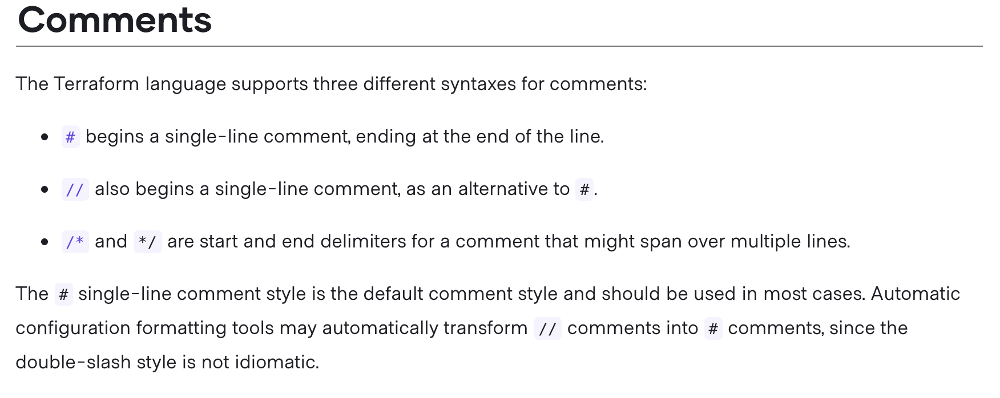 Comments
The Terraform language supports three different syntaxes for comments:
• # begins a single-line comment, ending at the end of the line.
• // also begins a single-line comment, as an alternative to #.
• /* and */ are start and end delimiters for a comment that might span over multiple lines.
The # single-line comment style is the default comment style and should be used in most cases. Automatic
configuration formatting tools may automatically transform // comments into # comments, since the
double-slash style is not idiomatic.